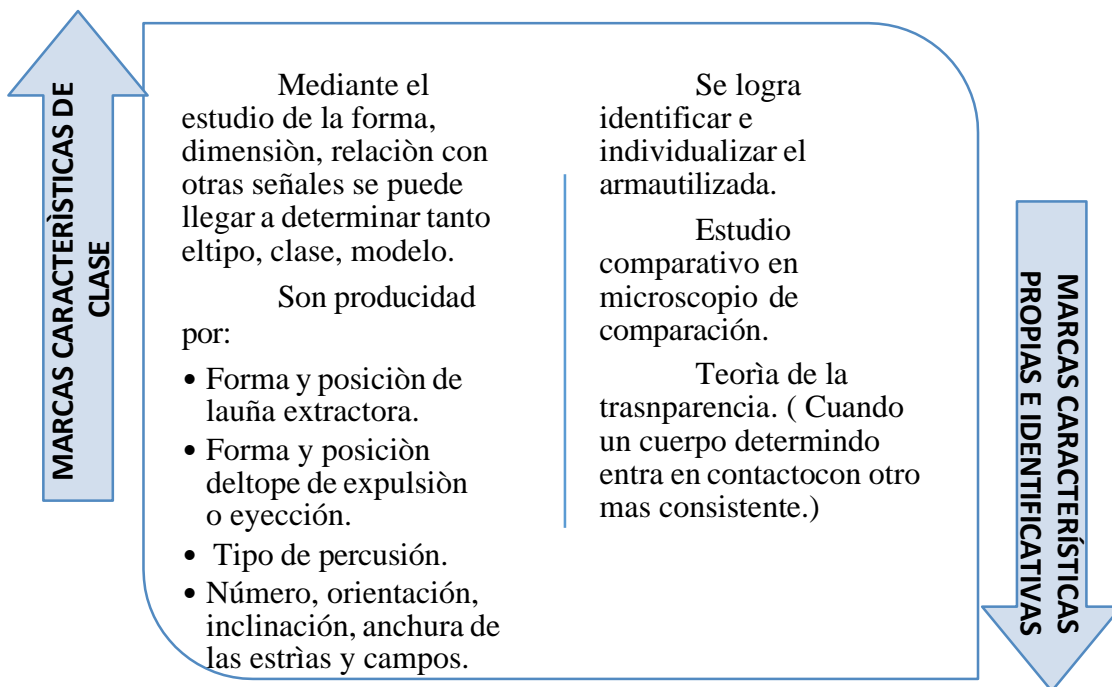 MARCAS CARACTERÌSTICAS DE
CLASE
Mediante el
estudio de la forma,
dimensiòn, relaciòn con
otras señales se puede
llegar a determinar tanto
eltipo, clase, modelo.
Son producidad
por:
• Forma y posiciòn de
lauña extractora.
• Forma y posiciòn
deltope de expulsiòn
o eyección.
• Tipo de percusión.
• Número, orientación,
inclinación, anchura de
las estrìas y campos.
Se logra
identificar e
individualizar el
armautilizada.
Estudio
comparativo en
microscopio de
comparación.
Teorìa de la
trasnparencia. ( Cuando
un cuerpo determindo
entra en contactocon otro
mas consistente.)
MARCAS CARACTERÍSTICAS
PROPIAS E IDENTIFICATIVAS